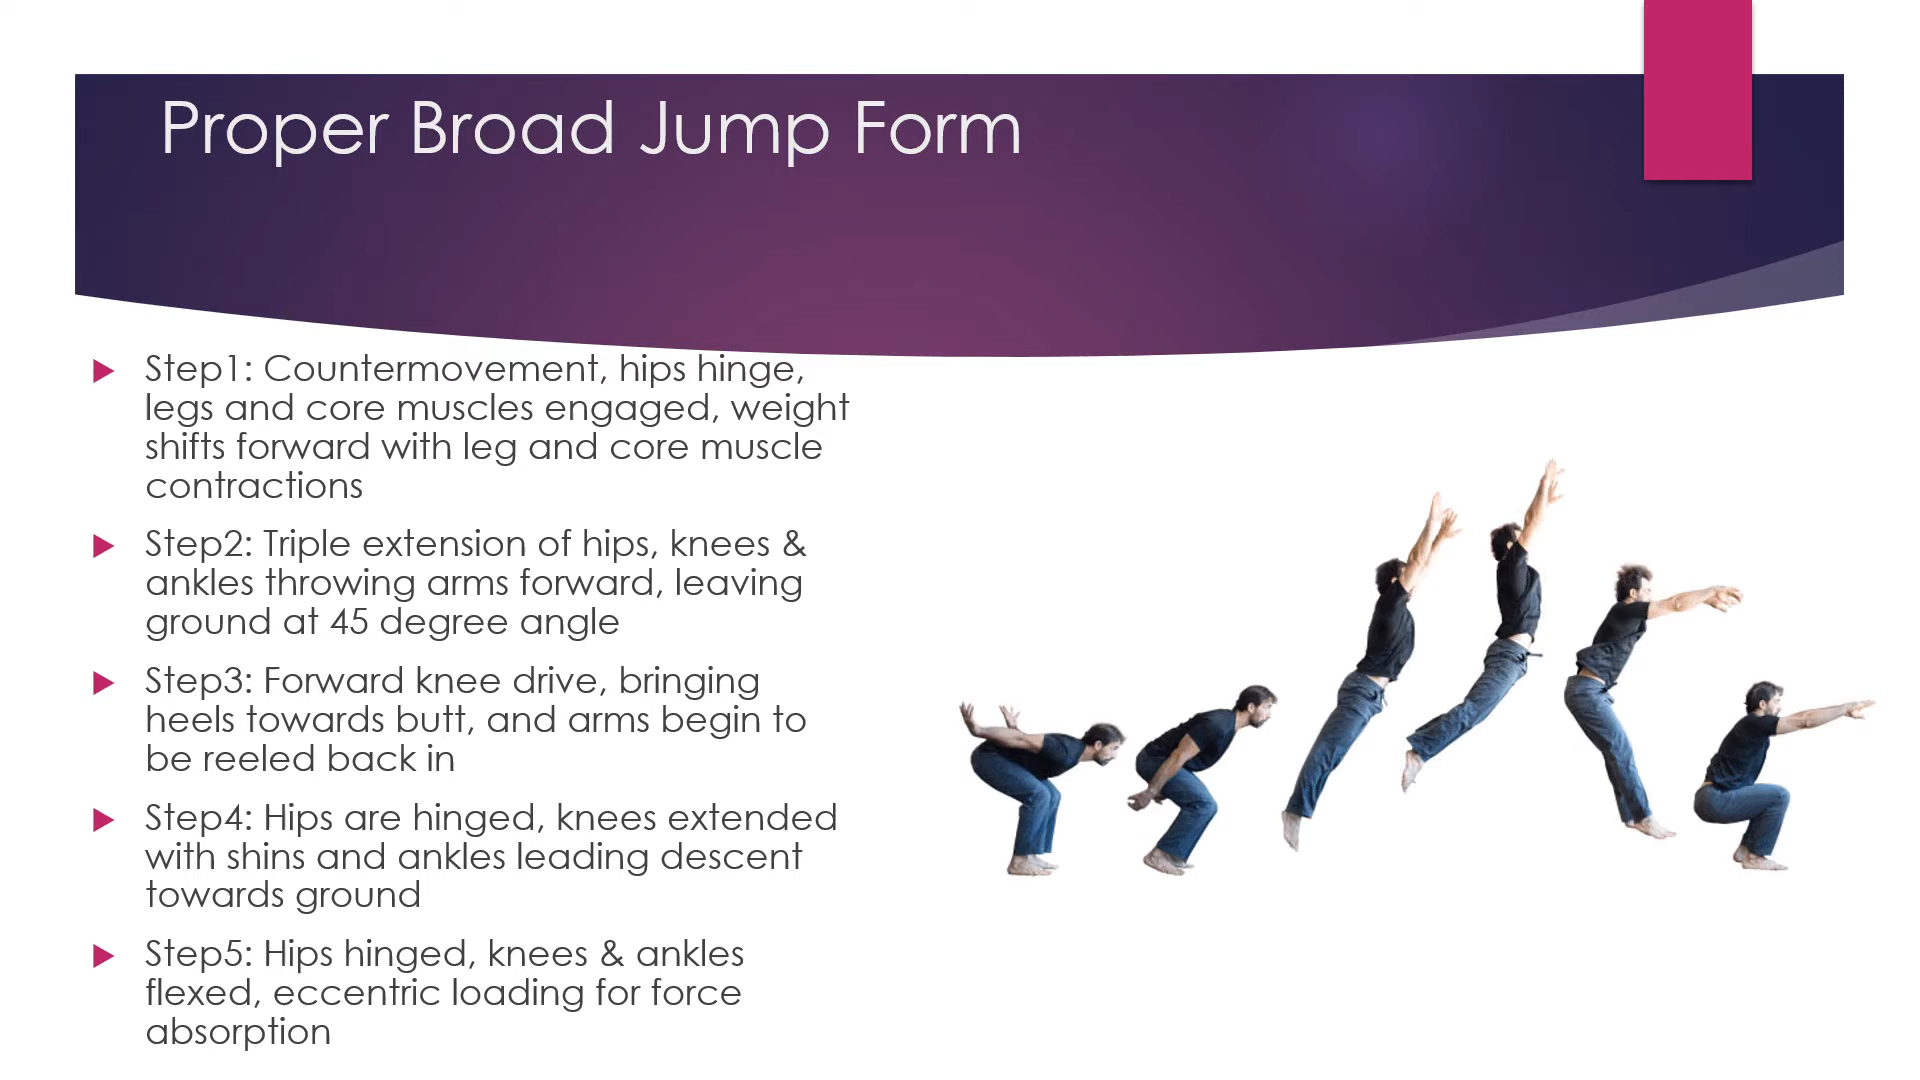 Proper Broad Jump Form
Step1: Countermovement, hips hinge,
legs and core muscles engaged, weight
shifts forward with leg and core muscle
contractions
Step2: Triple extension of hips, knees &
ankles throwing arms forward, leaving
ground at 45 degree angle
Step3: Forward knee drive, bringing
heels towards butt, and arms begin to
be reeled back in
Step4: Hips are hinged, knees extended
with shins and ankles leading descent
towards ground
Step5: Hips hinged, knees & ankles
flexed, eccentric loading for force
absorption